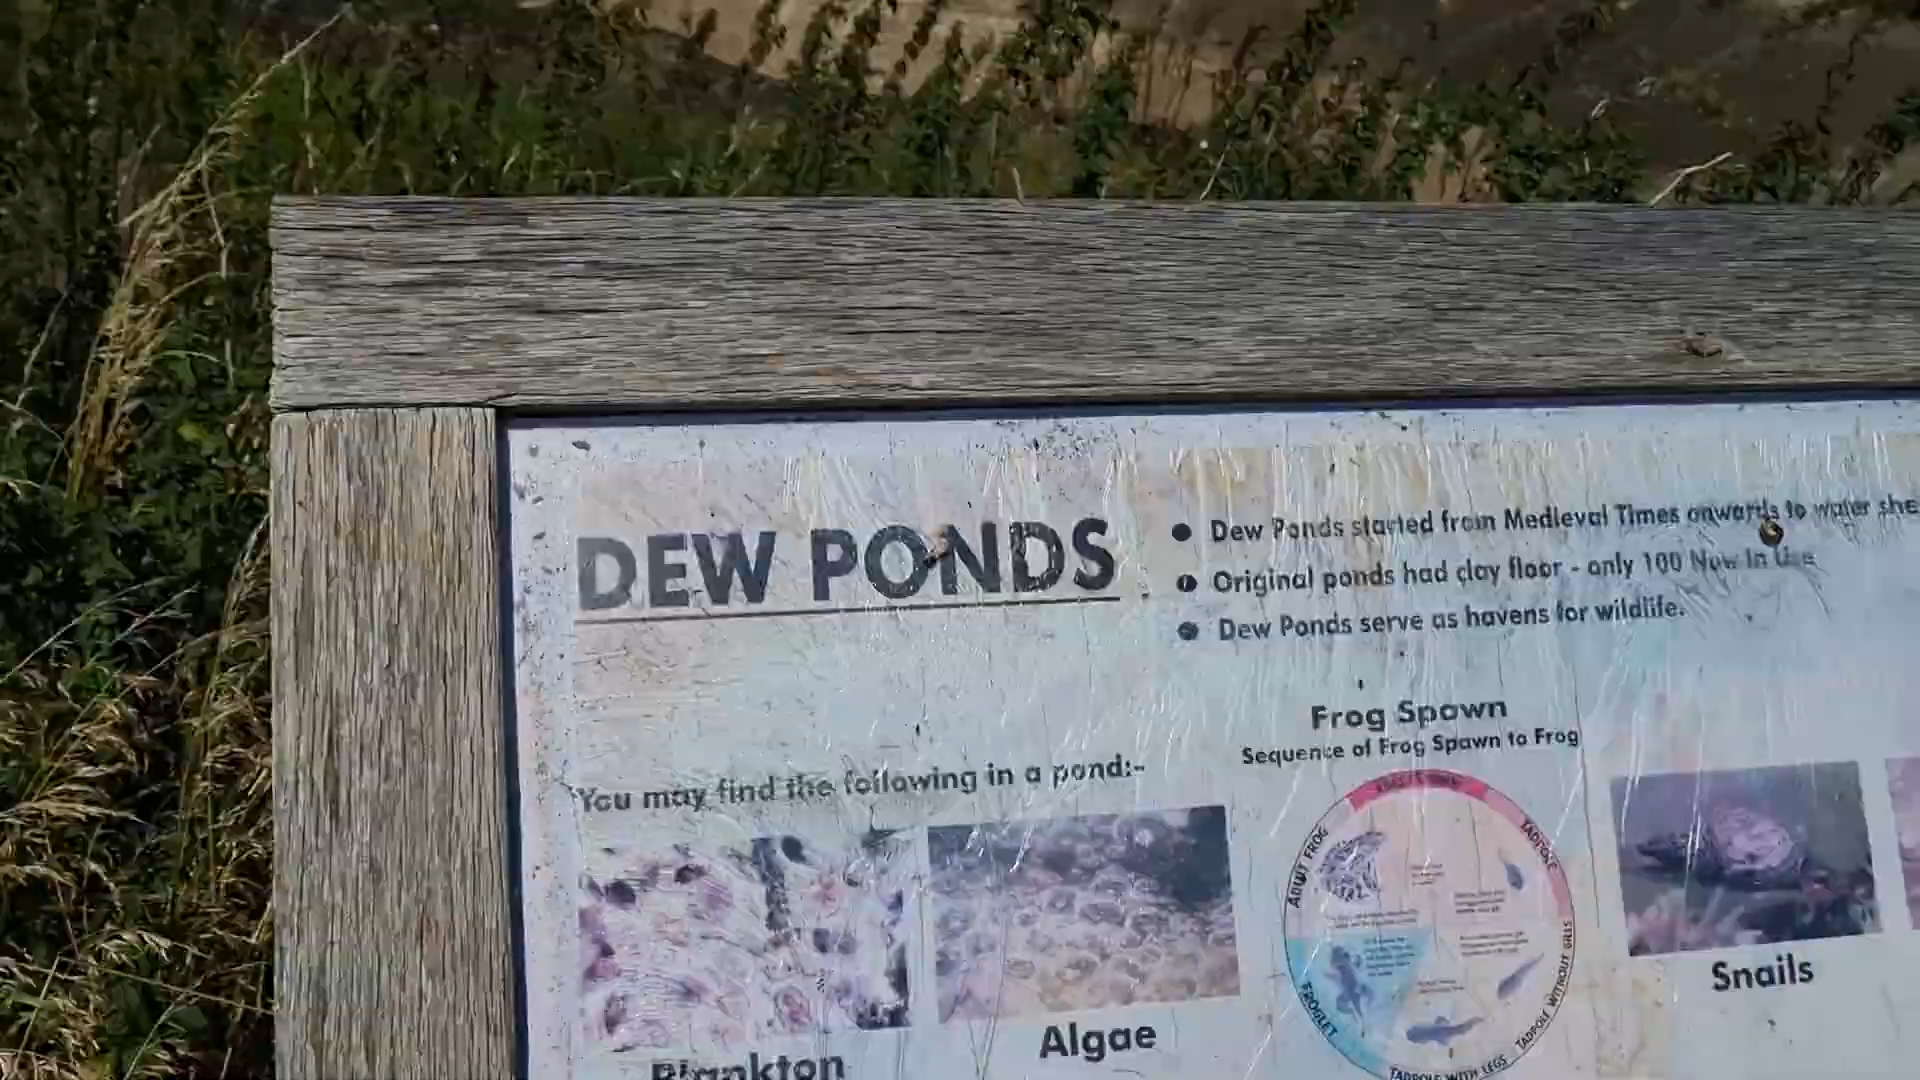 DEW PONDS
• Dew Ponds started from Medieval Times onwards to water she
• Original ponds had clay floor - only 100 Now In Use
• Dew Ponds serve as havens for wildlife.
You may find the following in a pond:-
Frog Spawn
Sequence of Frog Spawn to Frog
TADPOLE
TADPOLE WITHOUT GILLS
TADPOLE WITH LEGS
FROGLET
ADULT FROG
Plankton
Algae
Snails